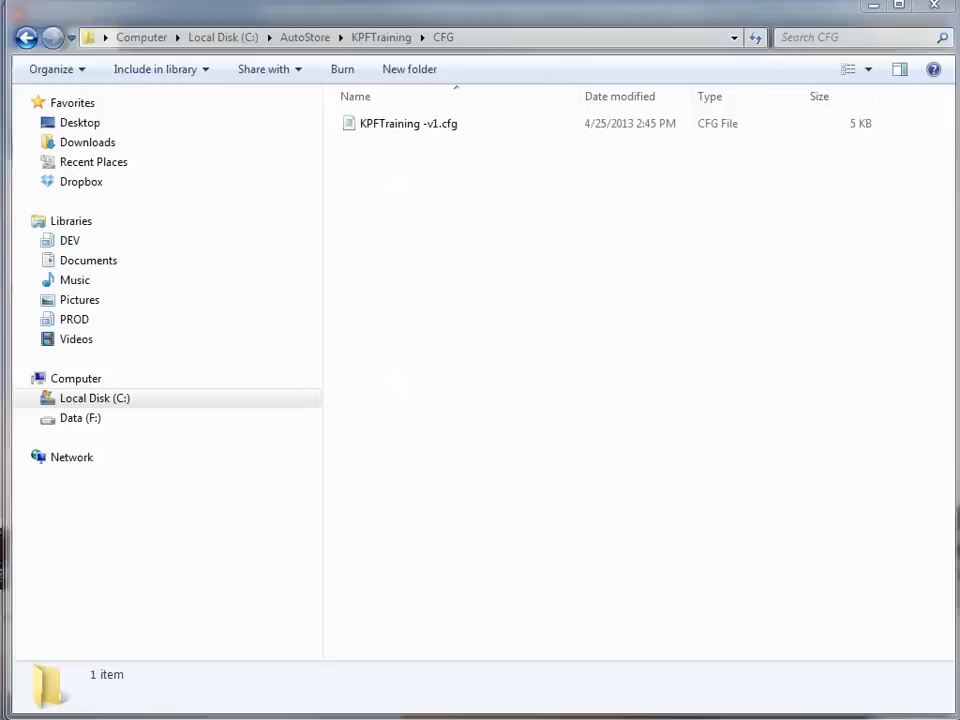 Computer Local Disk (C:) AutoStore KPFTraining CFG
Search CFG
Organize Include in library Share with Burn New folder
Name Date modified Type Size
KPFTraining -v1.cfg 4/25/2013 2:45 PM CFG File 5 KB
Favorites
Desktop
Downloads
Recent Places
Dropbox
Libraries
DEV
Documents
Music
Pictures
PROD
Videos
Computer
Local Disk (C:)
Data (F:)
Network
1 item